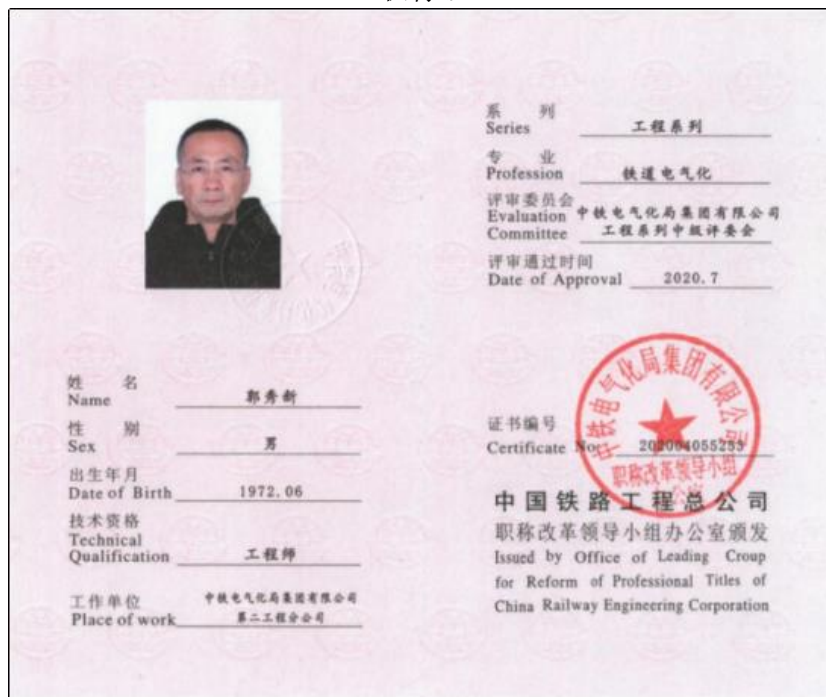 姓 名
Name 郭秀新
性 别
Sex 男
出生年月
Date of Birth 1972.06
技术资格
Technical
Qualification 工程师
工作单位 中铁电气化局集团有限公司
Place of work 第二工程分公司
系 列
Series 工程系列
专 业
Profession 铁道电气化
评审委员会
Evaluation 中铁电气化局集团有限公司
Committee 工程系列中级评委会
评审通过时间
Date of Approval 2020.7
证书编号
Certificate No. 202004055253
中铁电气化局集团有限公司
职称改革领导小组
中国铁路工程总公司
职称改革领导小组办公室颁发
Issued by Office of Leading Croup
for Reform of Professional Titles of
China Railway Engineering Corporation